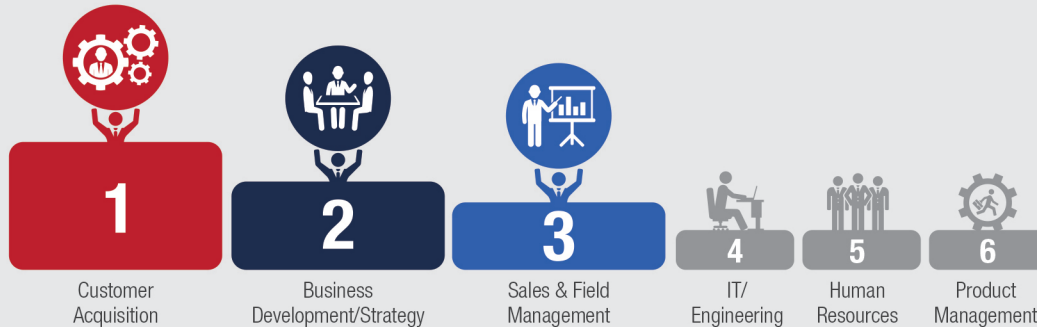 1
2
3
4
5
6
Customer
Acquisition
Business
Development/Strategy
Sales & Field
Management
IT/
Engineering
Human
Resources
Product
Management